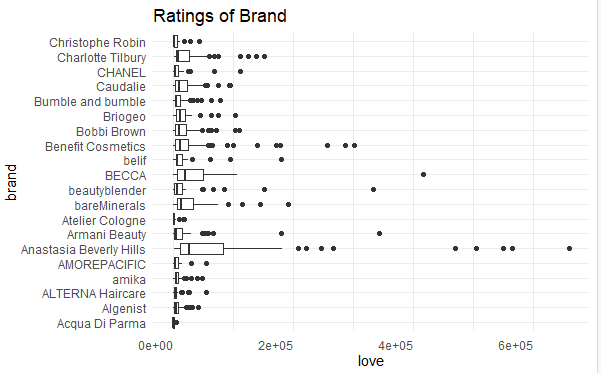 Ratings of Brand
Christophe Robin
Charlotte Tilbury
CHANEL
Caudalie
Bumble and bumble
Briogeo
Bobbi Brown
Benefit Cosmetics
belif
BECCA
beautyblender
bareMinerals
Atelier Cologne
Armani Beauty
Anastasia Beverly Hills
AMOREPACIFIC
amika
ALTERNA Haircare
Algenist
Acqua Di Parma
brand
0e+00 2e+05 4e+05 6e+05
love